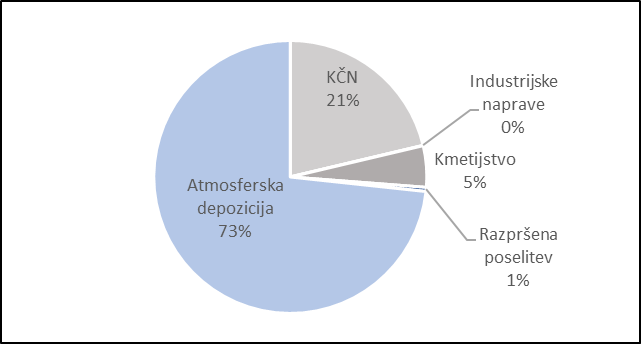 KČN
21%
Industrijske
naprave
0%
Kmetijstvo
5%
Razpršena
poselitev
1%
Atmosferska
depozicija
73%